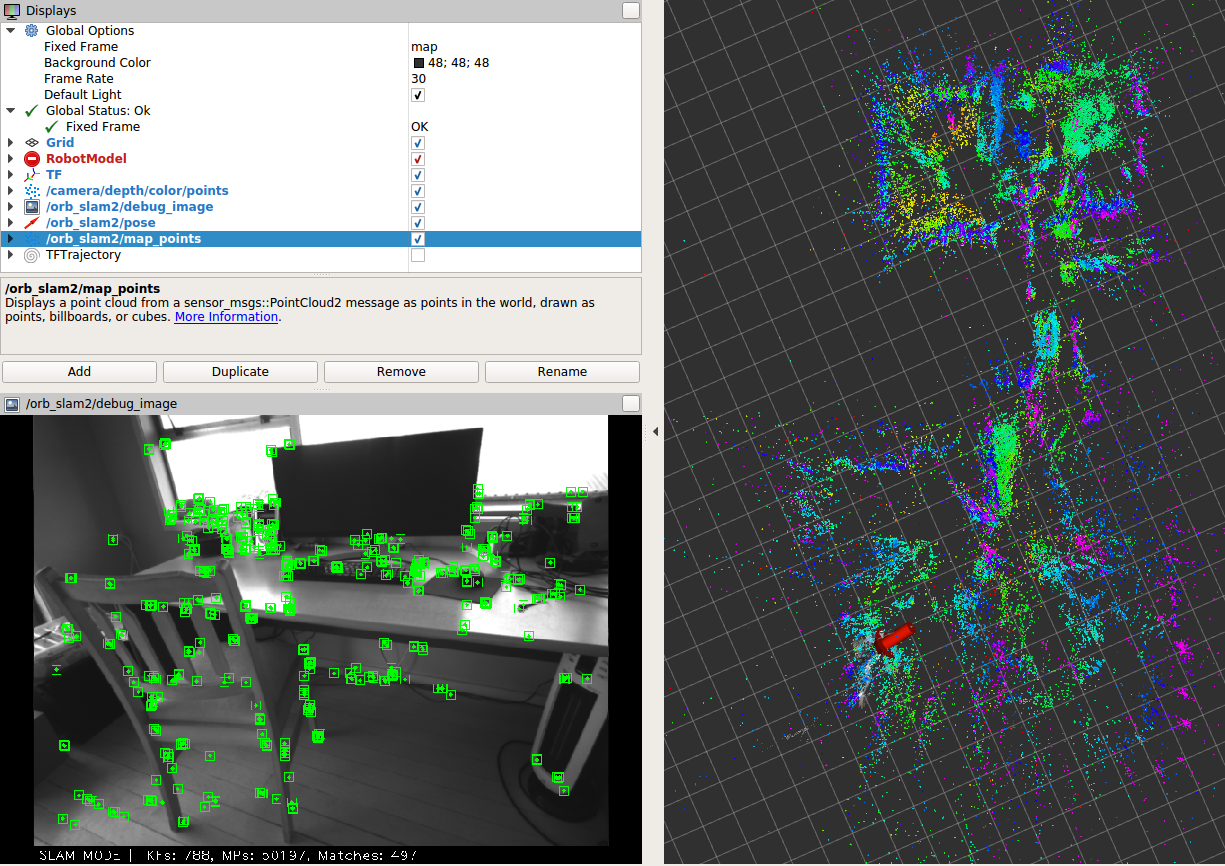 Displays
Global Options
Fixed Frame map
Background Color 48; 48; 48
Frame Rate 30
Default Light
Global Status: Ok
Fixed Frame OK
Grid
RobotModel
TF
/camera/depth/color/points
/orb_slam2/debug_image
/orb_slam2/pose
/orb_slam2/map_points
TFTrajectory
/orb_slam2/map_points
Displays a point cloud from a sensor_msgs::PointCloud2 message as points in the world, drawn as
points, billboards, or cubes. More Information.
Add Duplicate Remove Rename
/orb_slam2/debug_image
SLAM MODE | KFs: 788, MPs: 50197, Matches: 497